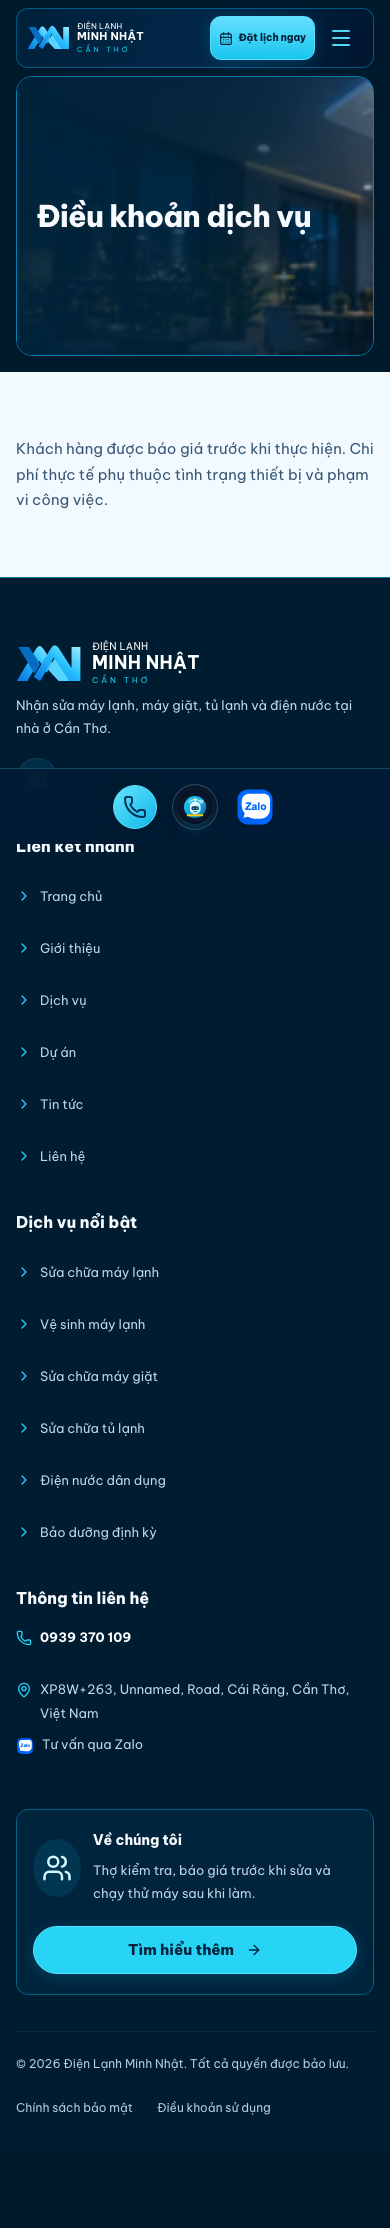 ĐIỆN LẠNH
MINH NHẬT
CẦN THƠ
Đặt lịch ngay
Điều khoản dịch vụ
Khách hàng được báo giá trước khi thực hiện. Chi
phí thực tế phụ thuộc tình trạng thiết bị và phạm
vi công việc.
ĐIỆN LẠNH
MINH NHẬT
CẦN THƠ
Nhận sửa máy lạnh, máy giặt, tủ lạnh và điện nước tại
nhà ở Cần Thơ.
Zalo
Liên kết nhanh
Trang chủ
Giới thiệu
Dịch vụ
Dự án
Tin tức
Liên hệ
Dịch vụ nổi bật
Sửa chữa máy lạnh
Vệ sinh máy lạnh
Sửa chữa máy giặt
Sửa chữa tủ lạnh
Điện nước dân dụng
Bảo dưỡng định kỳ
Thông tin liên hệ
0939 370 109
XP8W+263, Unnamed, Road, Cái Răng, Cần Thơ,
Việt Nam
Zalo Tư vấn qua Zalo
Về chúng tôi
Thợ kiểm tra, báo giá trước khi sửa và
chạy thử máy sau khi làm.
Tìm hiểu thêm
© 2026 Điện Lạnh Minh Nhật. Tất cả quyền được bảo lưu.
Chính sách bảo mật Điều khoản sử dụng